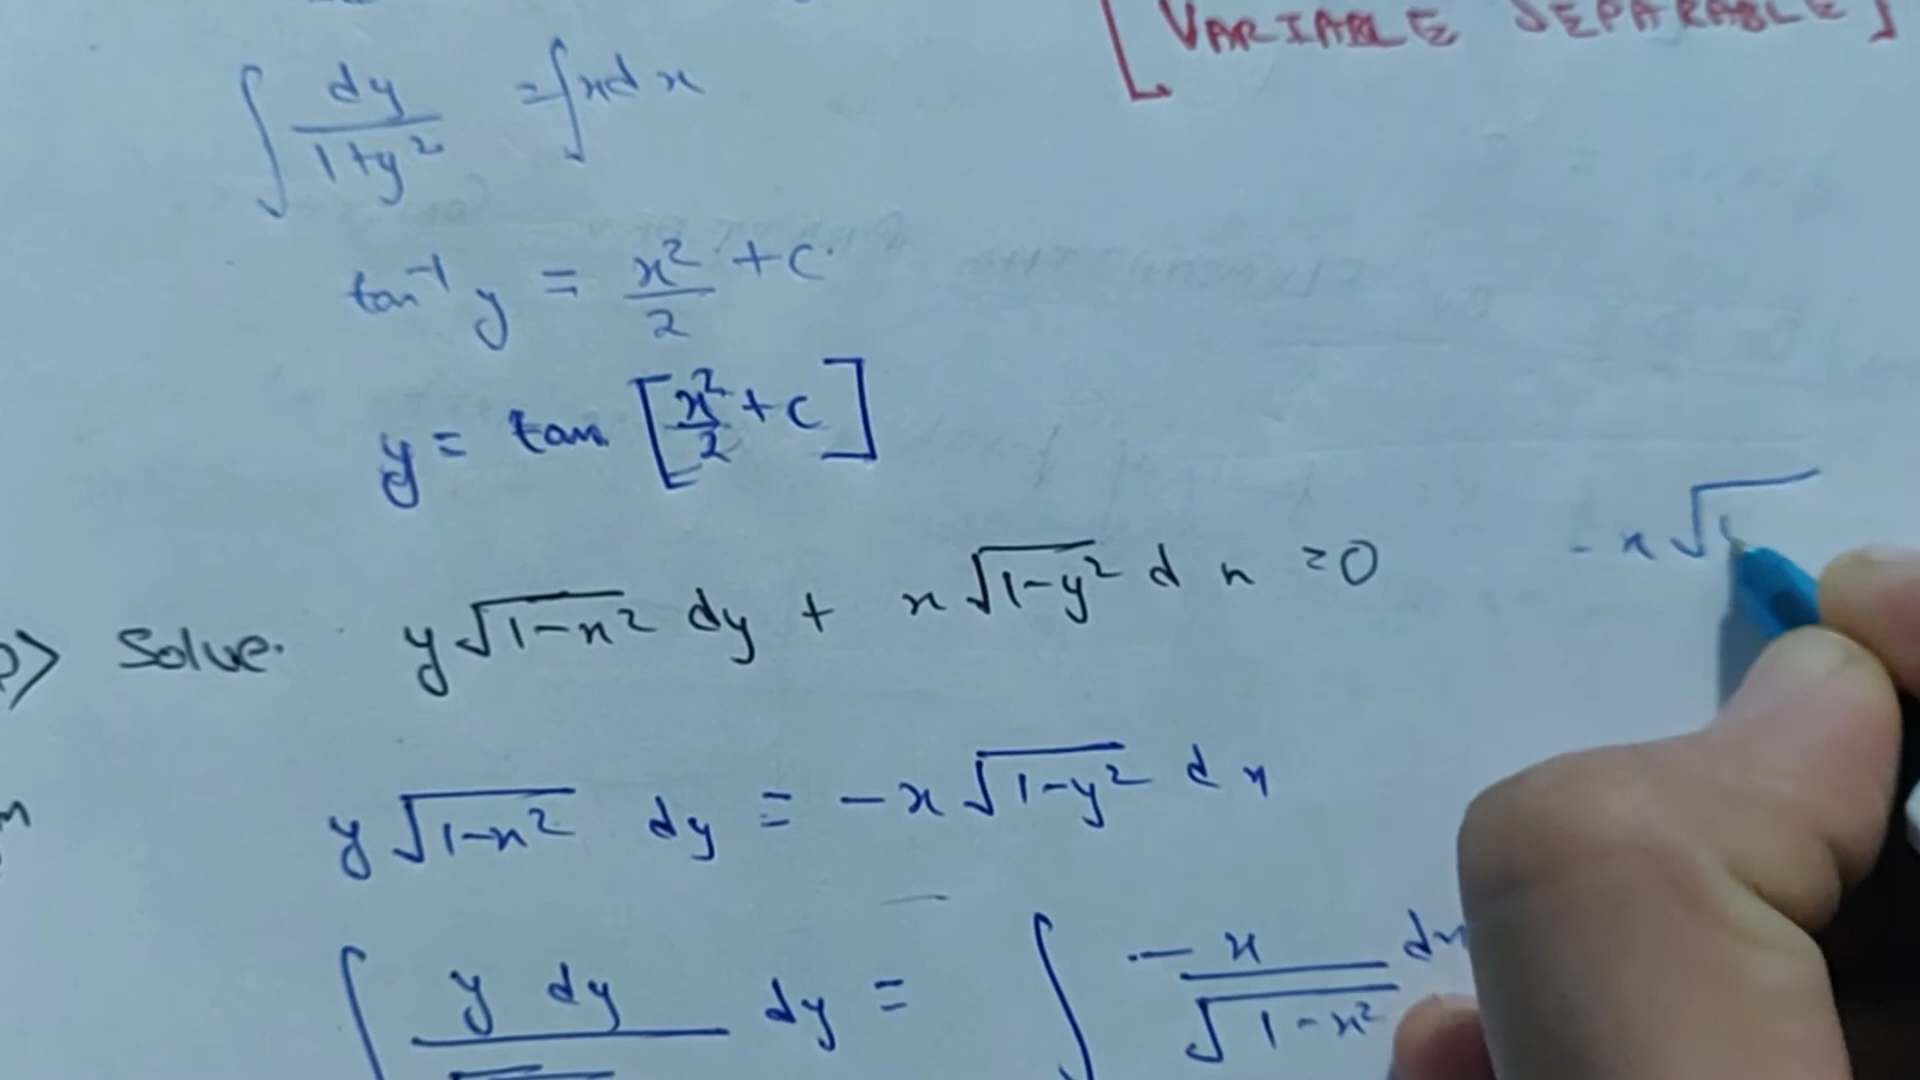 [VARIABLE SEPARABLE]
∫ dy / 1+y² = ∫ x dx
tan⁻¹ y = x²/2 + c.
y = tan [x²/2 + c]
Solve. y√1-x² dy + x√1-y² dx = 0
- x√
y√1-x² dy = -x√1-y² dx
∫ y dy / dy = ∫ -x / √1-x² dx